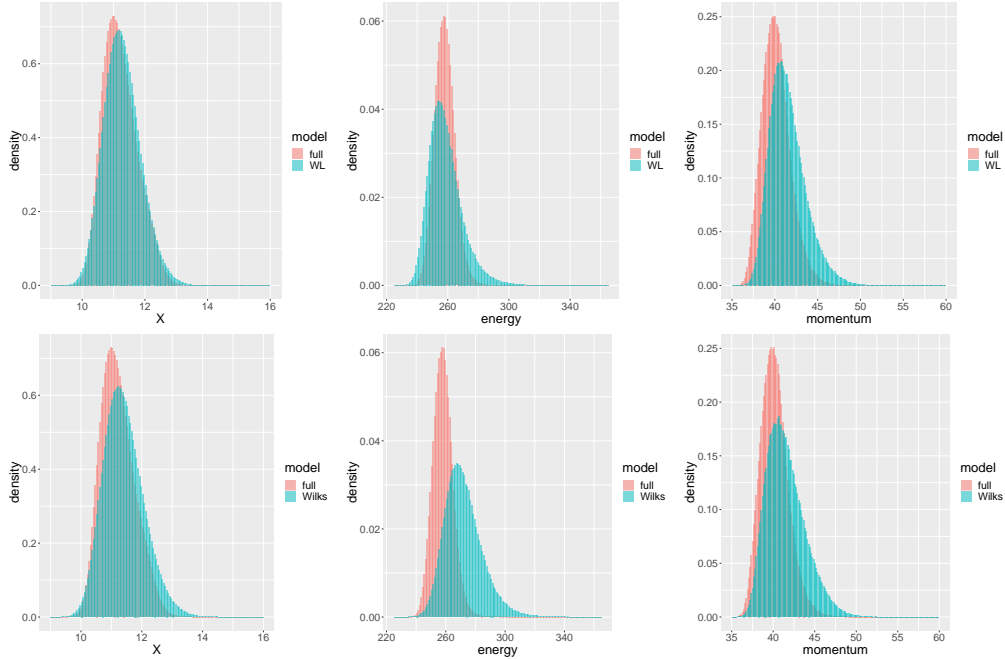 0.6
0.4
0.2
0.0
density
10 12 14 16
X
model
full
WL
0.06
0.04
0.02
0.00
density
220 260 300 340
energy
model
full
WL
0.25
0.20
0.15
0.10
0.05
0.00
density
35 40 45 50 55 60
momentum
model
full
WL
0.6
0.4
0.2
0.0
density
10 12 14 16
X
model
full
Wilks
0.06
0.04
0.02
0.00
density
220 260 300 340
energy
model
full
Wilks
0.25
0.20
0.15
0.10
0.05
0.00
density
35 40 45 50 55 60
momentum
model
full
Wilks